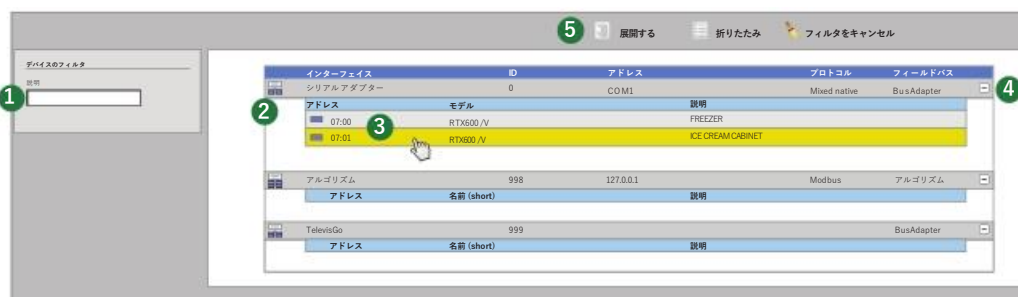 5 展開する 折りたたみ フィルタをキャンセル
デバイスのフィルタ
説明
1
インターフェイス ID アドレス プロトコル フィールドバス
シリアルアダプター 0 COM1 Mixed native BusAdapter 4
2 アドレス モデル 説明
07:00 3 RTX600 /V FREEZER
07:01 RTX600 /V ICE CREAM CABINET
アルゴリズム 998 127.0.0.1 Modbus アルゴリズム
アドレス 名前 (short) 説明
TelevisGo 999 BusAdapter
アドレス 名前 (short) 説明